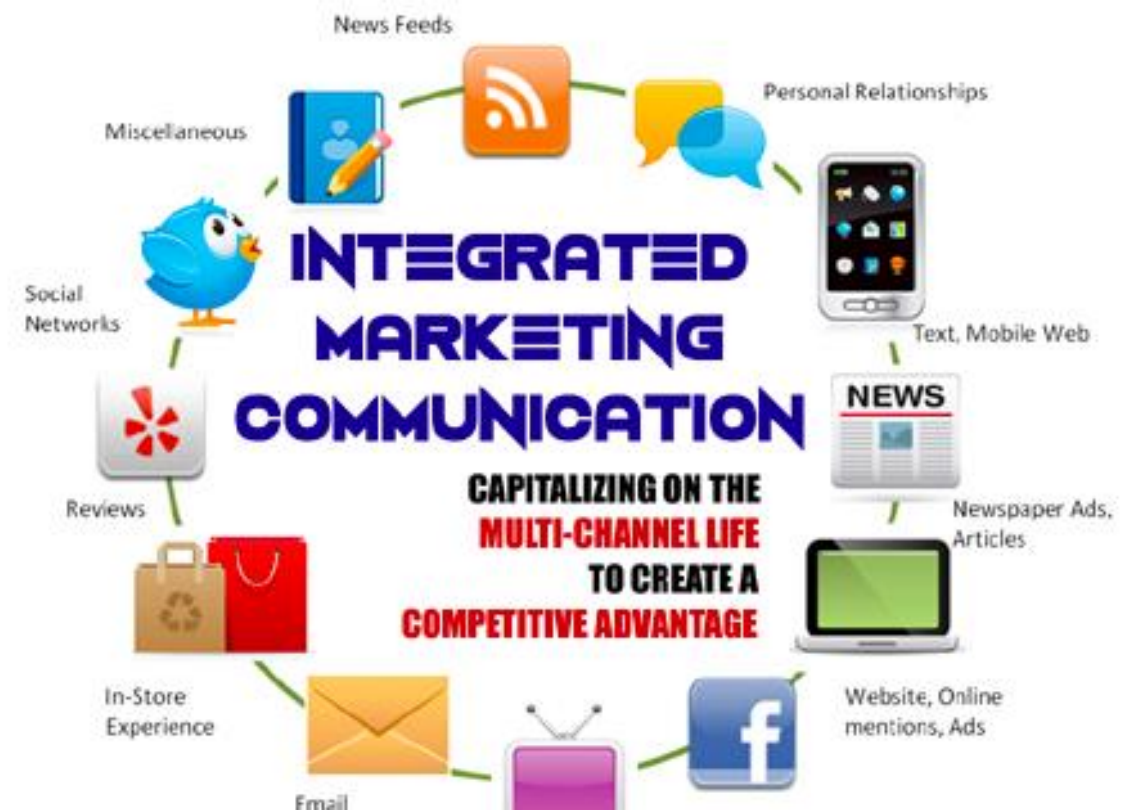 News Feeds
Personal Relationships
Miscellaneous
INTEGRATED
MARKETING
COMMUNICATION
Social
Networks
Text, Mobile Web
NEWS
CAPITALIZING ON THE
MULTI-CHANNEL LIFE
TO CREATE A
COMPETITIVE ADVANTAGE
Reviews
Newspaper Ads,
Articles
In-Store
Experience
Website, Online
mentions, Ads
f
Email